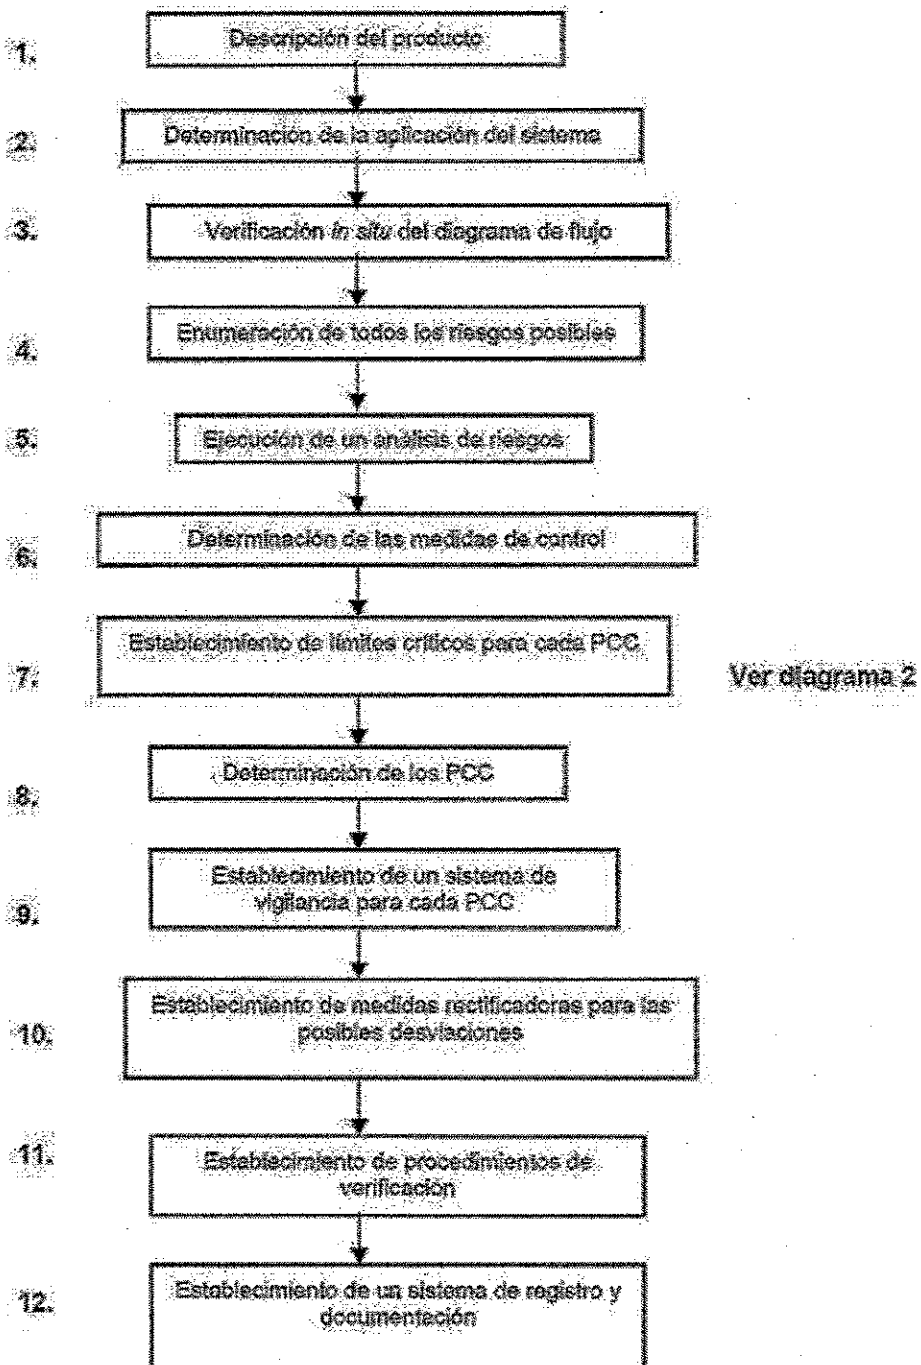 1. Descripción del producto
2. Determinación de la aplicación del sistema
3. Verificación in situ del diagrama de flujo
4. Enumeración de todos los riesgos posibles
5. Ejecución de un análisis de riesgos
6. Determinación de las medidas de control
Establecimiento de límites críticos para cada PCC
7. Ver diagrama 2
8. Determinación de los PCC
Establecimiento de un sistema de
9. vigilancia para cada PCC
Establecimiento de medidas rectificadoras para las
10. posibles desviaciones
11. Establecimiento de procedimientos de
verificación
12. Establecimiento de un sistema de registro y
documentación